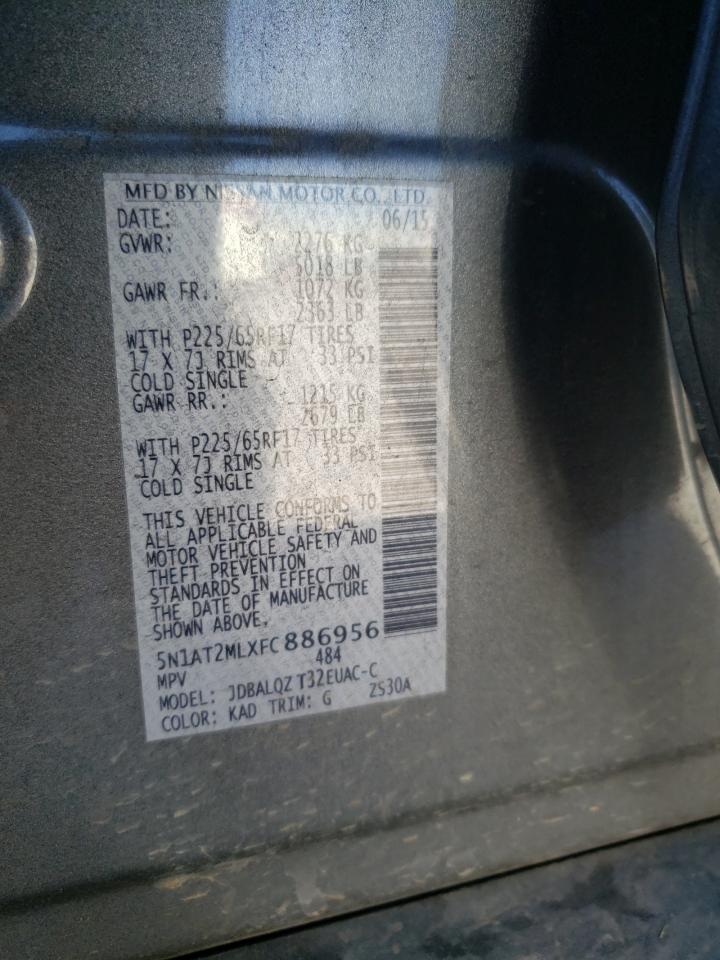 MFD BY NISSAN MOTOR CO., LTD.
DATE: 06/15
GVWR: 2276 KG
5018 LB
GAWR FR.: 1072 KG
2363 LB
WITH P225/65RF17 TIRES
17 X 7J RIMS AT 33 PSI
COLD SINGLE
GAWR RR.: 1215 KG
2679 LB
WITH P225/65RF17 TIRES
17 X 7J RIMS AT 33 PSI
COLD SINGLE
THIS VEHICLE CONFORMS TO
ALL APPLICABLE FEDERAL
MOTOR VEHICLE SAFETY AND
THEFT PREVENTION
STANDARDS IN EFFECT ON
THE DATE OF MANUFACTURE
SHOWN ABOVE.
5N1AT2MLXFC886956
MPV 484
MODEL: JDBALQZ T32EUAC-C
COLOR: KAD TRIM: G ZS30A